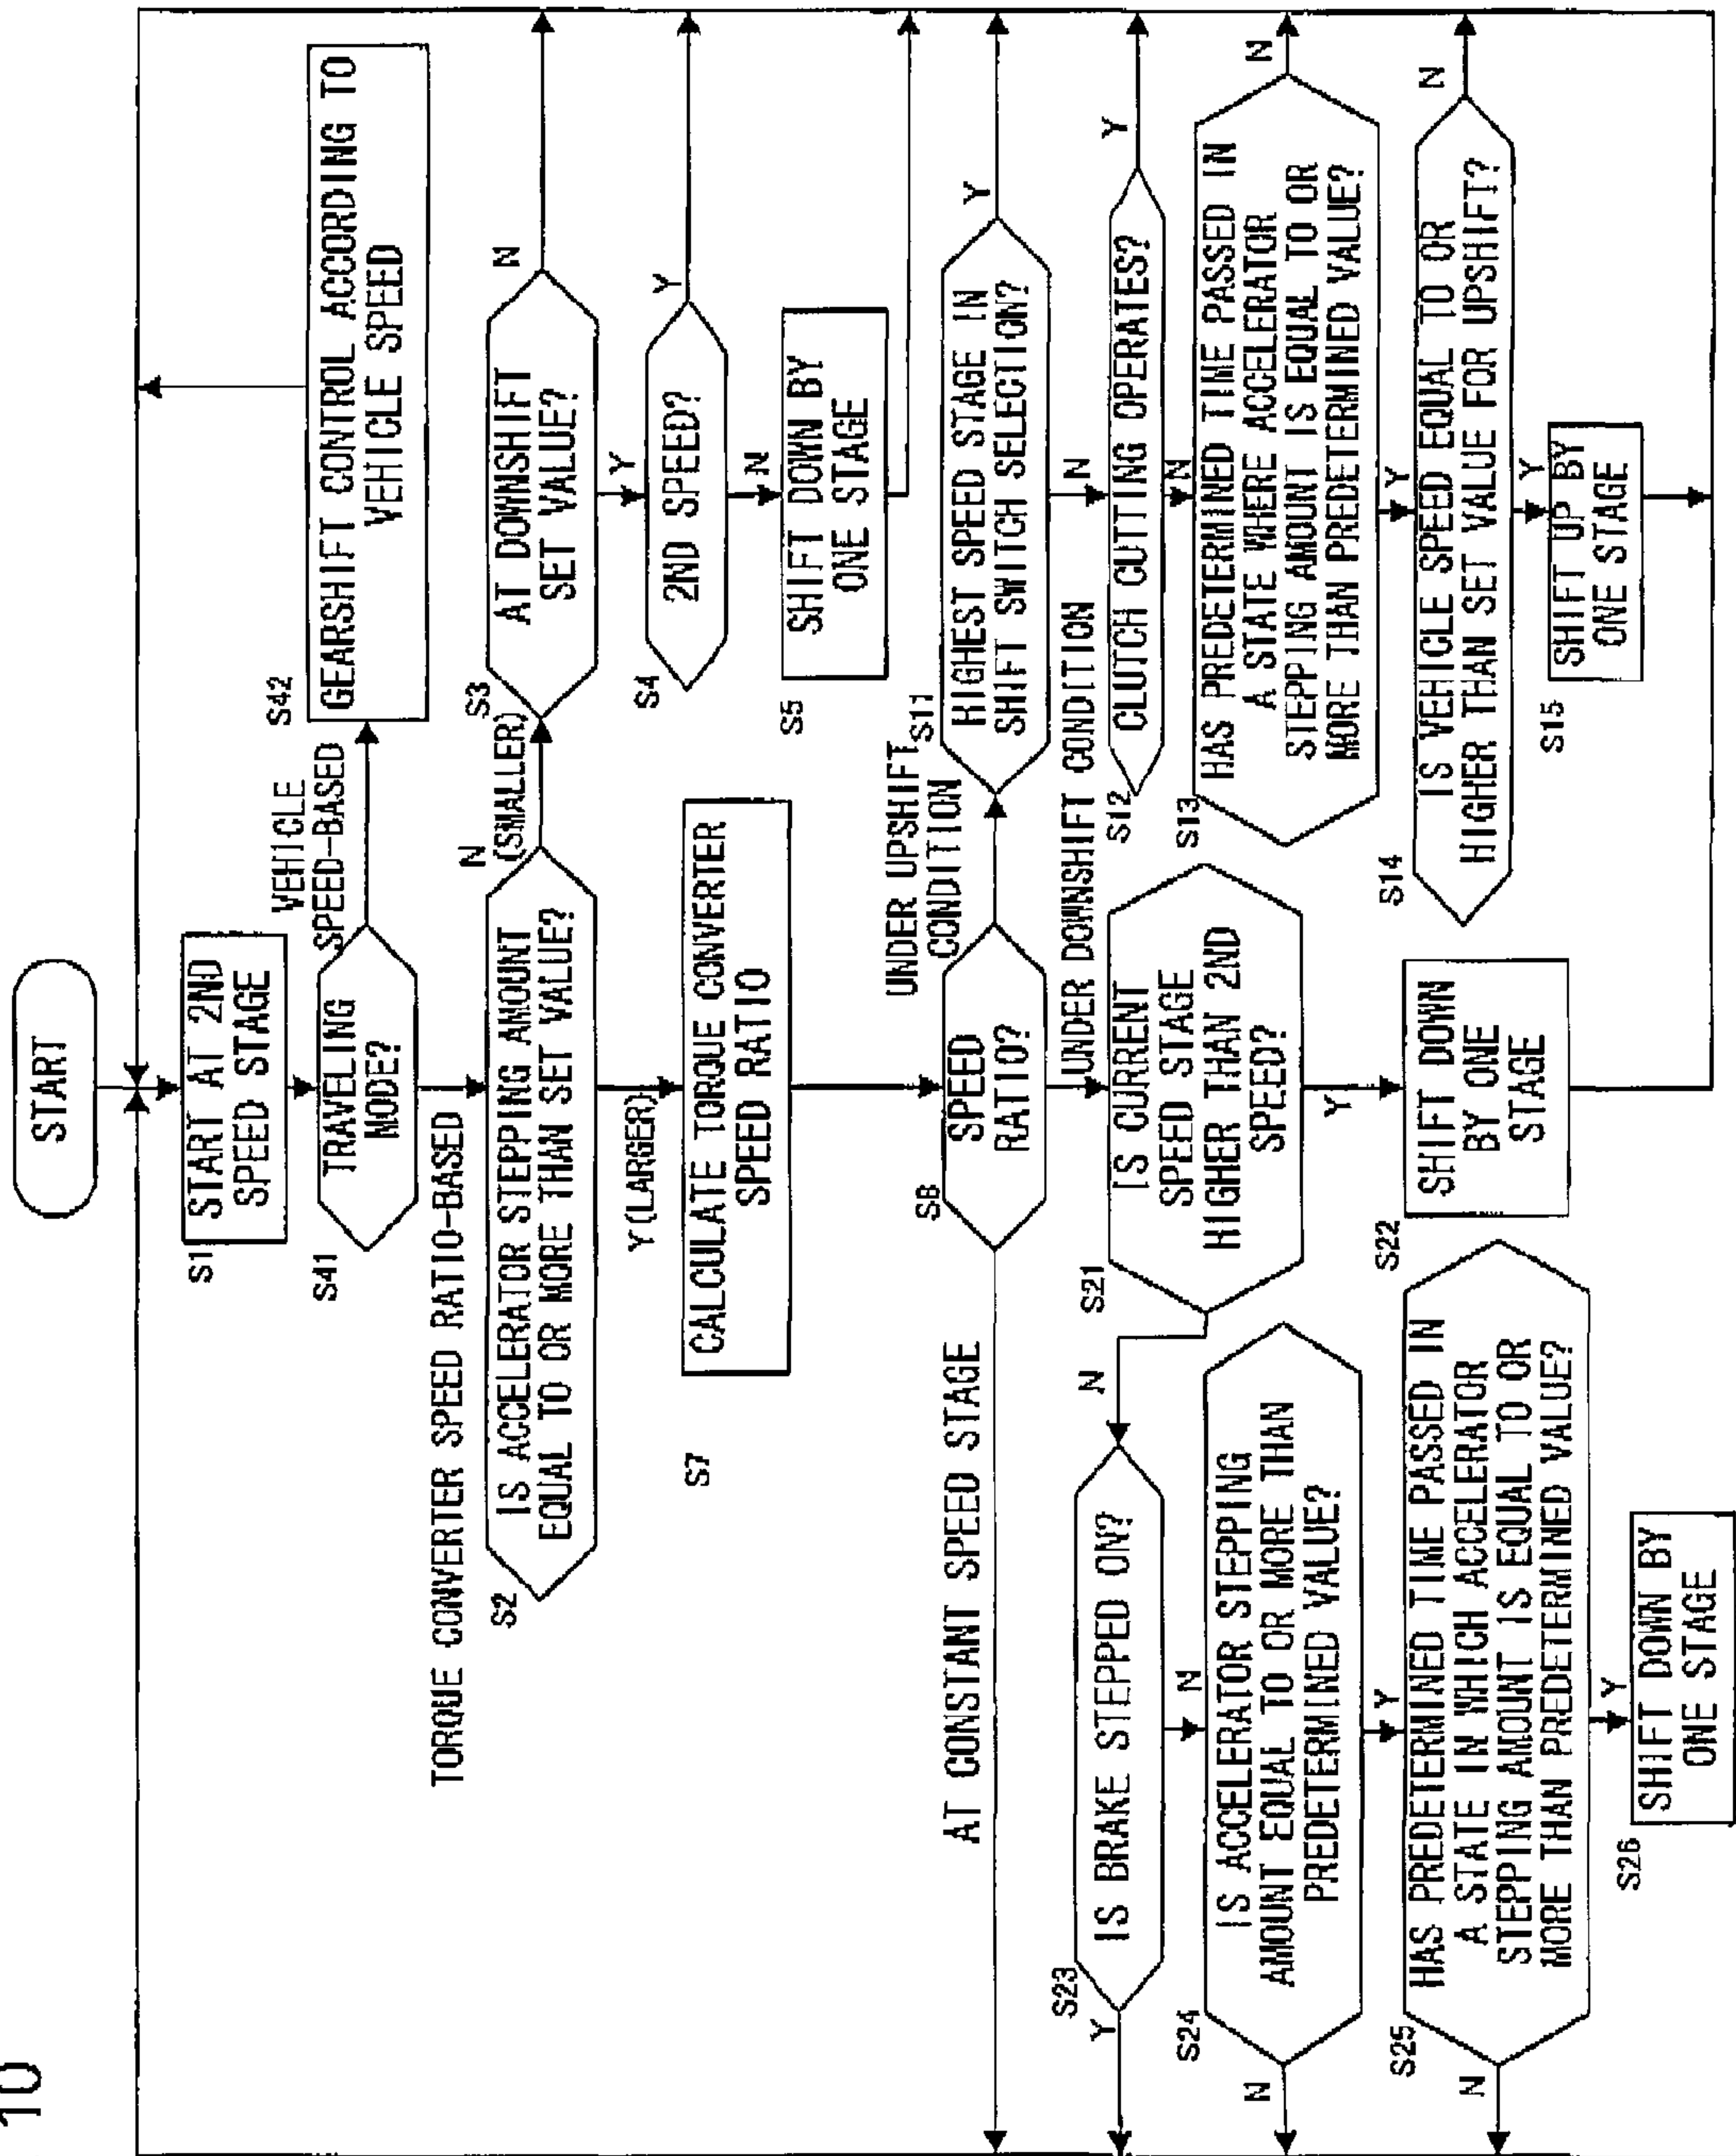 10
START
S1
START AT 2ND
SPEED STAGE
S41
TRAVELING
MODE?
VEHICLE
SPEED-BASED
S42
GEARSHIFT CONTROL ACCORDING TO
VEHICLE SPEED
TORQUE CONVERTER SPEED RATIO-BASED
S2
IS ACCELERATOR STEPPING AMOUNT
EQUAL TO OR MORE THAN SET VALUE?
N
(SMALLER)
S3
AT DOWNSHIFT
SET VALUE?
N
Y
S4
2ND SPEED?
Y
N
S5
SHIFT DOWN BY
ONE STAGE
Y(LARGER)
S7
CALCULATE TORQUE CONVERTER
SPEED RATIO
S8
SPEED
RATIO?
AT CONSTANT SPEED STAGE
UNDER UPSHIFT
CONDITION
S11
HIGHEST SPEED STAGE IN
SHIFT SWITCH SELECTION?
Y
N
UNDER DOWNSHIFT CONDITION
S12
CLUTCH CUTTING OPERATES?
Y
N
S13
HAS PREDETERMINED TIME PASSED IN
A STATE WHERE ACCELERATOR
STEPPING AMOUNT IS EQUAL TO OR
MORE THAN PREDETERMINED VALUE?
N
Y
S14
IS VEHICLE SPEED EQUAL TO OR
HIGHER THAN SET VALUE FOR UPSHIFT?
N
Y
S15
SHIFT UP BY
ONE STAGE
S21
IS CURRENT
SPEED STAGE
HIGHER THAN 2ND
SPEED?
N
Y
S22
SHIFT DOWN
BY ONE
STAGE
S23
IS BRAKE STEPPED ON?
Y
N
S24
IS ACCELERATOR STEPPING
AMOUNT EQUAL TO OR MORE THAN
PREDETERMINED VALUE?
N
Y
S25
HAS PREDETERMINED TIME PASSED IN
A STATE IN WHICH ACCELERATOR
STEPPING AMOUNT IS EQUAL TO OR
MORE THAN PREDETERMINED VALUE?
N
Y
S26
SHIFT DOWN BY
ONE STAGE